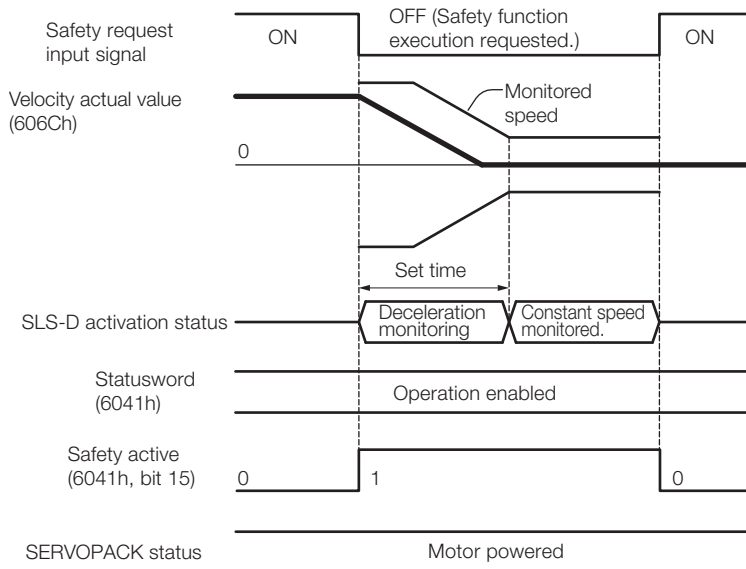 Safety request
input signal
ON
OFF (Safety function
execution requested.)
ON
Velocity actual value
(606Ch)
Monitored
speed
0
Set time
SLS-D activation status
Deceleration
monitoring
Constant speed
monitored.
Statusword
(6041h)
Operation enabled
Safety active
(6041h, bit 15)
0
1
0
SERVOPACK status
Motor powered